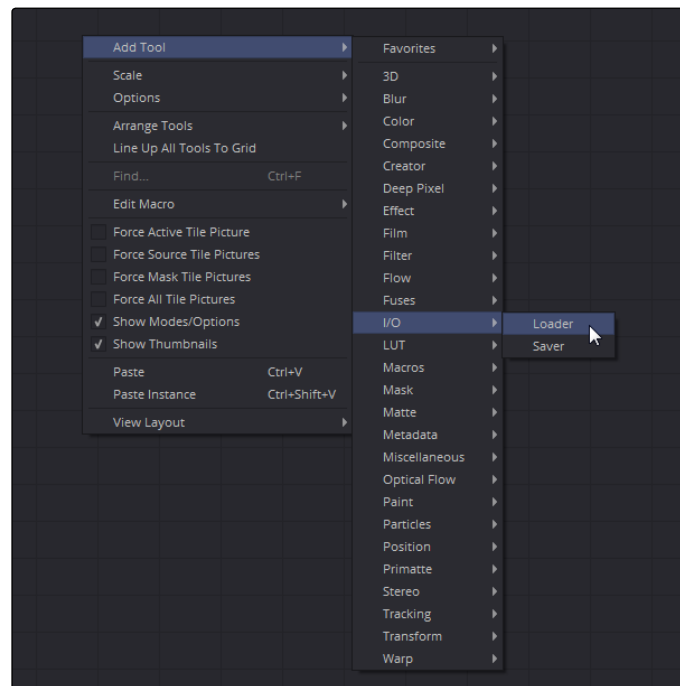 Add Tool
Scale
Options
Arrange Tools
Line Up All Tools To Grid
Find... Ctrl+F
Edit Macro
Force Active Tile Picture
Force Source Tile Pictures
Force Mask Tile Pictures
Force All Tile Pictures
Show Modes/Options
Show Thumbnails
Paste Ctrl+V
Paste Instance Ctrl+Shift+V
View Layout
Favorites
3D
Blur
Color
Composite
Creator
Deep Pixel
Effect
Film
Filter
Flow
Fuses
I/O
LUT
Macros
Mask
Matte
Metadata
Miscellaneous
Optical Flow
Paint
Particles
Position
Primatte
Stereo
Tracking
Transform
Warp
Loader
Saver